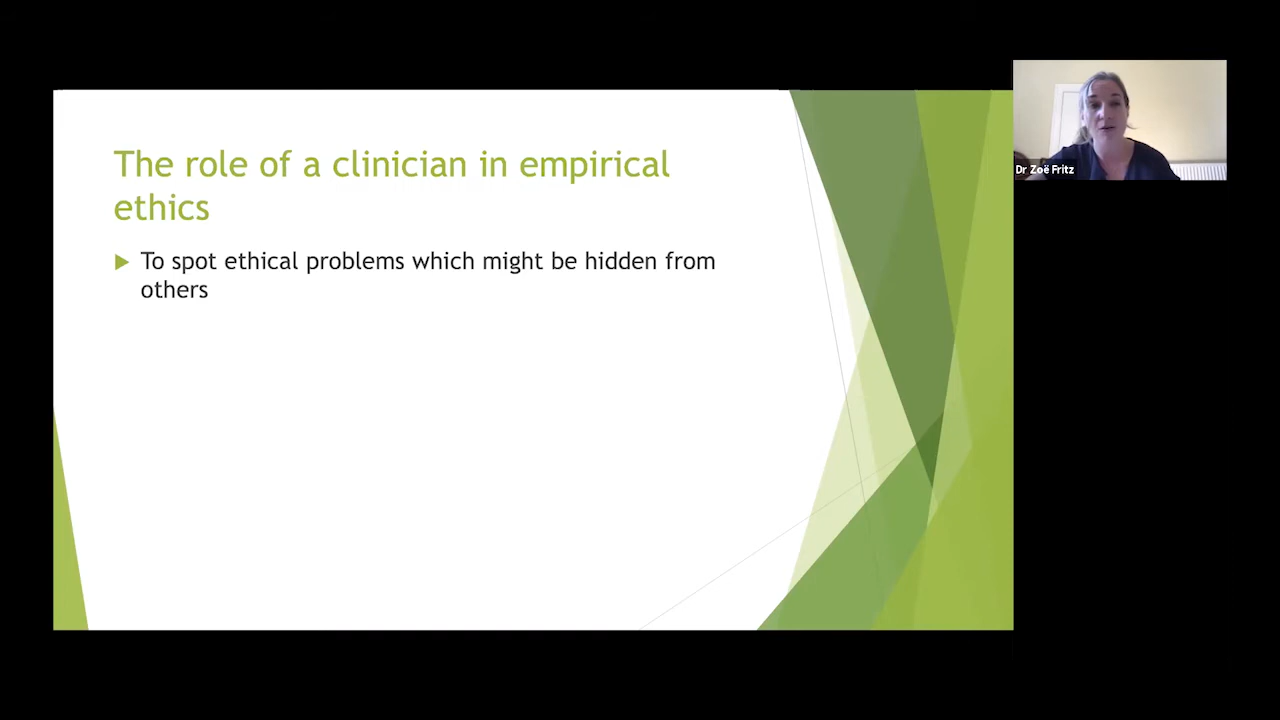 The role of a clinician in empirical
ethics
To spot ethical problems which might be hidden from
others
Dr Zoë Fritz